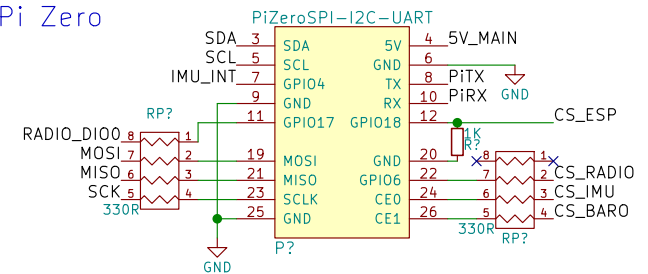 Pi Zero
PiZeroSPI-I2C-UART
SDA 3 SDA 5V 4 5V_MAIN
SCL 5 SCL GND 6
IMU_INT 7 GPIO4 TX 8 PiTX
GND
9 GND RX 10 PiRX
RP?
11 GPIO17 GPIO18 12 CS_ESP
RADIO_DIO0 8 1
1K
R?
MOSI 7 2 19 MOSI GND 20 8 1
MISO 6 3 21 MISO GPIO6 22 7 2 CS_RADIO
SCK 5 4 23 SCLK CE0 24 6 3 CS_IMU
330R
25 GND CE1 26 5 4 CS_BARO
330R
RP?
P?
GND